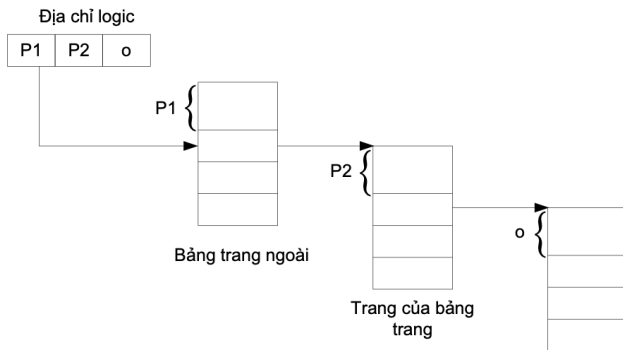 Địa chỉ logic
P1 P2 o
P1
P2
o
Bảng trang ngoài
Trang của bảng
trang